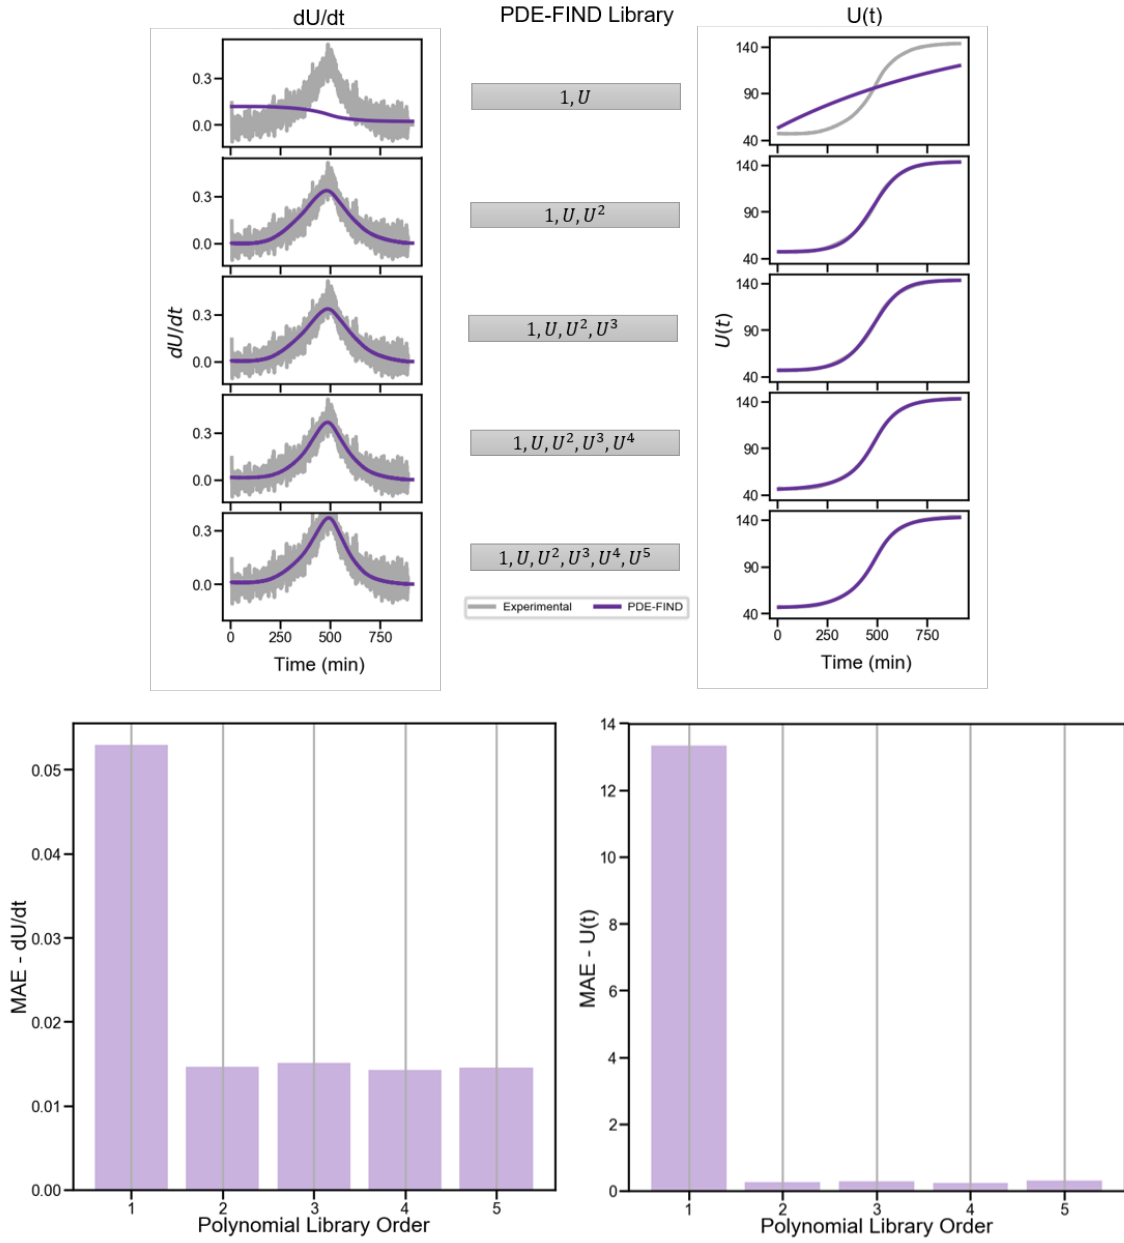 dU/dt
PDE-FIND Library
U(t)
0.3
0.0
1, U
140
90
40
0.3
0.0
1, U, U²
140
90
40
0.3
0.0
1, U, U², U³
140
90
40
0.3
0.0
1, U, U², U³, U⁴
140
90
40
0.3
0.0
1, U, U², U³, U⁴, U⁵
140
90
40
dU/dt
U(t)
Experimental
PDE-FIND
0 250 500 750
Time (min)
0 250 500 750
Time (min)
MAE - dU/dt
0.05
0.04
0.03
0.02
0.01
0.00
1 2 3 4 5
Polynomial Library Order
MAE - U(t)
14
12
10
8
6
4
2
0
1 2 3 4 5
Polynomial Library Order